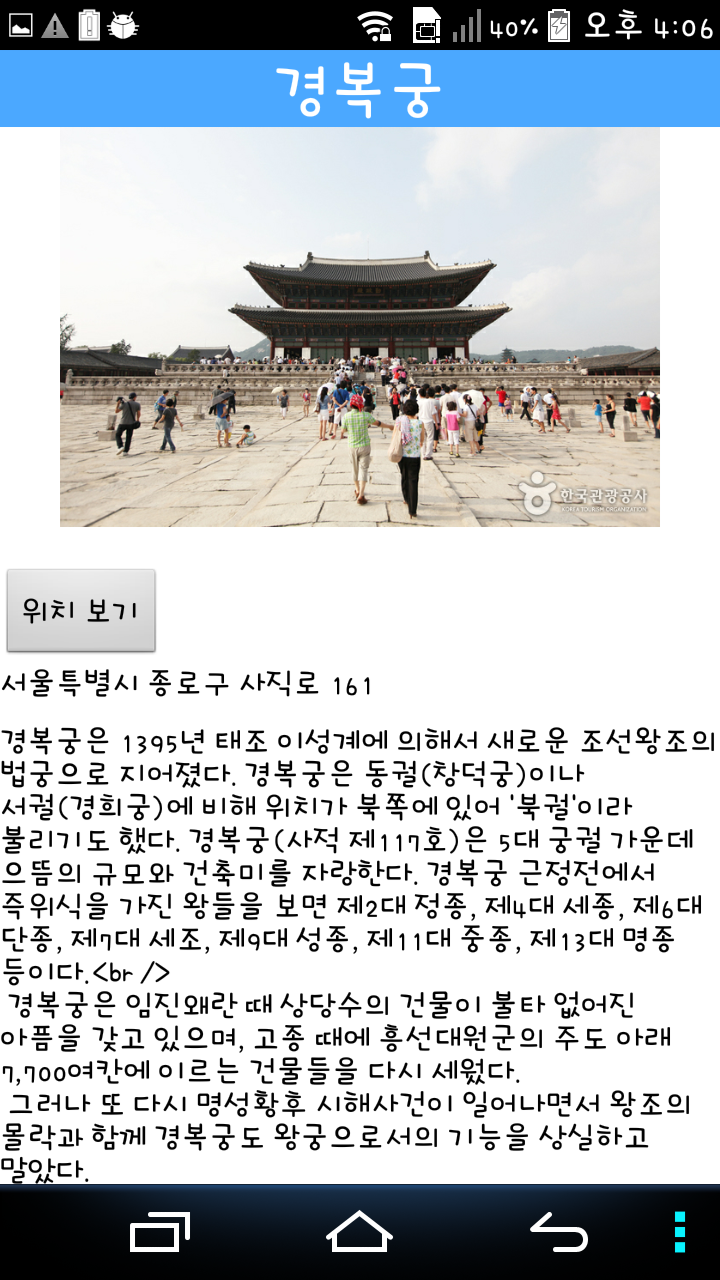 40% 오후 4:06
경복궁
한국관광공사
KOREA TOURISM ORGANIZATION
위치 보기
서울특별시 종로구 사직로 161
경복궁은 1395년 태조 이성계에 의해서 새로운 조선왕조의
법궁으로 지어졌다. 경복궁은 동궐(창덕궁)이나
서궐(경희궁)에 비해 위치가 북쪽에 있어 '북궐'이라
불리기도 했다. 경복궁(사적 제117호)은 5대 궁궐 가운데
으뜸의 규모와 건축미를 자랑한다. 경복궁 근정전에서
즉위식을 가진 왕들을 보면 제2대 정종, 제4대 세종, 제6대
단종, 제7대 세조, 제9대 성종, 제11대 중종, 제13대 명종
등이다.<br />
경복궁은 임진왜란 때 상당수의 건물이 불타 없어진
아픔을 갖고 있으며, 고종 때에 흥선대원군의 주도 아래
7,700여칸에 이르는 건물들을 다시 세웠다.
그러나 또 다시 명성황후 시해사건이 일어나면서 왕조의
몰락과 함께 경복궁도 왕궁으로서의 기능을 상실하고
말았다.